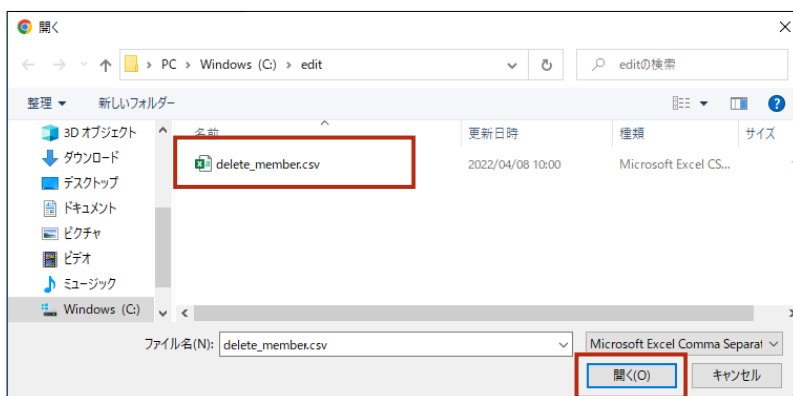 開く
PC › Windows (C:) › edit
editの検索
整理 新しいフォルダー
名前 更新日時 種類 サイズ
3D オブジェクト
ダウンロード
デスクトップ
ドキュメント
ピクチャ
ビデオ
ミュージック
Windows (C:)
delete_member.csv 2022/04/08 10:00 Microsoft Excel CS...
ファイル名(N): delete_member.csv
Microsoft Excel Comma Separat
開く(O) キャンセル